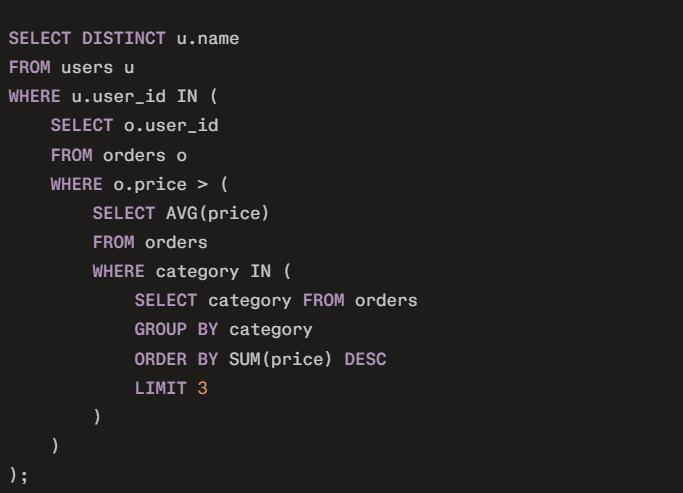 SELECT DISTINCT u.name
FROM users u
WHERE u.user_id IN (
    SELECT o.user_id
    FROM orders o
    WHERE o.price > (
        SELECT AVG(price)
        FROM orders
        WHERE category IN (
            SELECT category FROM orders
            GROUP BY category
            ORDER BY SUM(price) DESC
            LIMIT 3
        )
    )
);